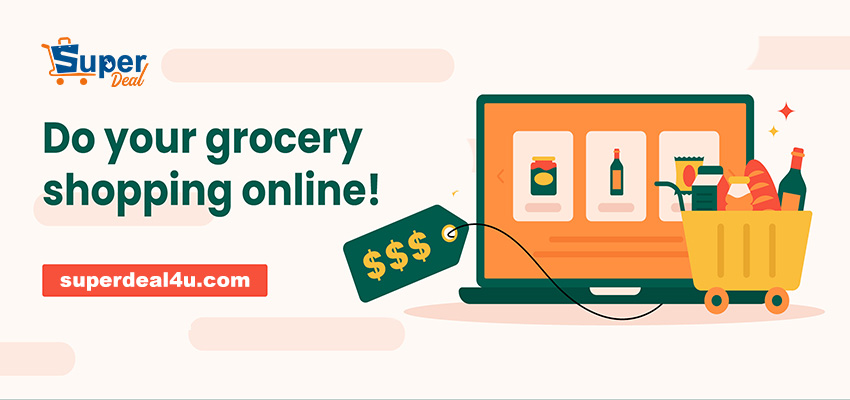 Super
Deal
Do your grocery
shopping online!
$$$
superdeal4u.com